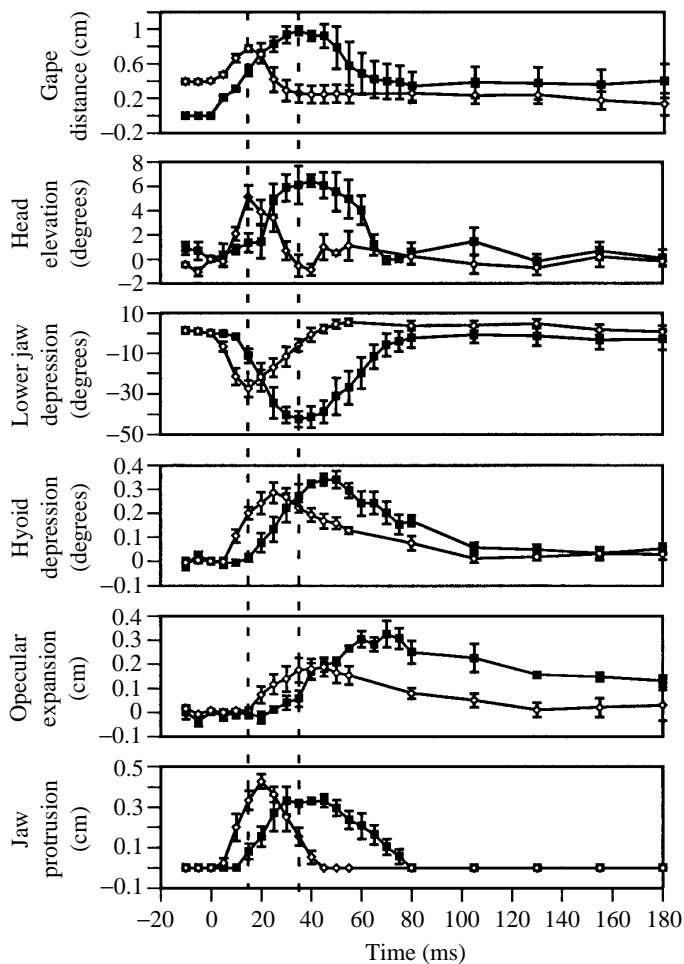 Gape
distance (cm)
1
0.6
0.2
−0.2
Head
elevation
(degrees)
8
6
4
2
0
−2
Lower jaw
depression
(degrees)
10
−10
−30
−50
Hyoid
depression
(degrees)
0.4
0.3
0.2
0.1
0
−0.1
Opecular
expansion
(cm)
0.4
0.3
0.2
0.1
0
−0.1
Jaw
protrusion
(cm)
0.5
0.3
0.1
−0.1
−20 0 20 40 60 80 100 120 140 160 180
Time (ms)